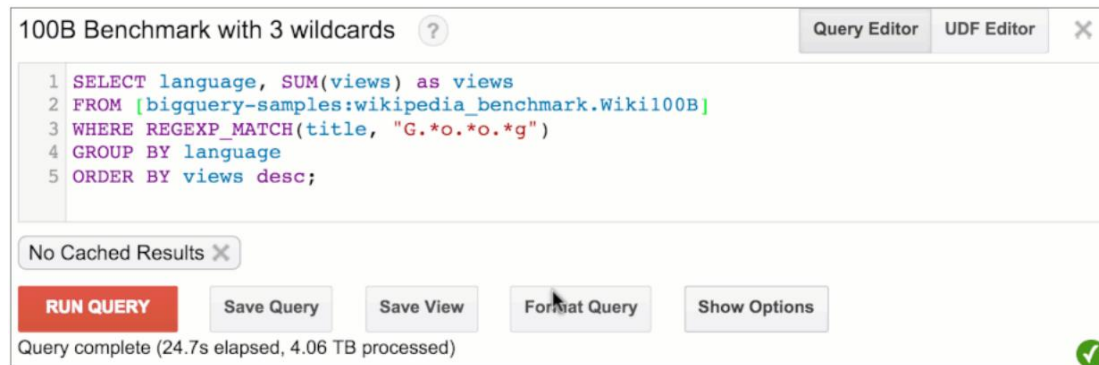 100B Benchmark with 3 wildcards ? Query Editor UDF Editor ×
1 SELECT language, SUM(views) as views
2 FROM [bigquery-samples:wikipedia_benchmark.Wiki100B]
3 WHERE REGEXP_MATCH(title, "G.*o.*o.*g")
4 GROUP BY language
5 ORDER BY views desc;
No Cached Results ×
RUN QUERY Save Query Save View Format Query Show Options
Query complete (24.7s elapsed, 4.06 TB processed)